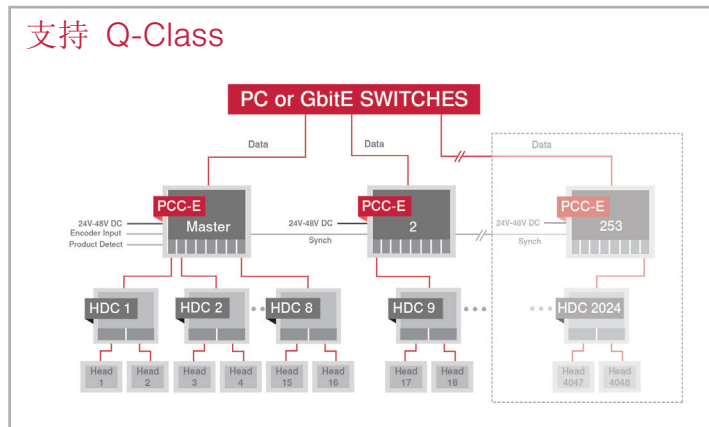 支持 Q-Class
PC or GbitE SWITCHES
Data
Data
Data
PCC-E
Master
24V-48V DC
Encoder Input
Product Detect
PCC-E
2
24V-48V DC
Synch
PCC-E
253
24V-48V DC
Synch
HDC 1
HDC 2
HDC 8
HDC 9
HDC 2024
Head 1
Head 2
Head 3
Head 4
Head 15
Head 16
Head 17
Head 18
Head 4047
Head 4048